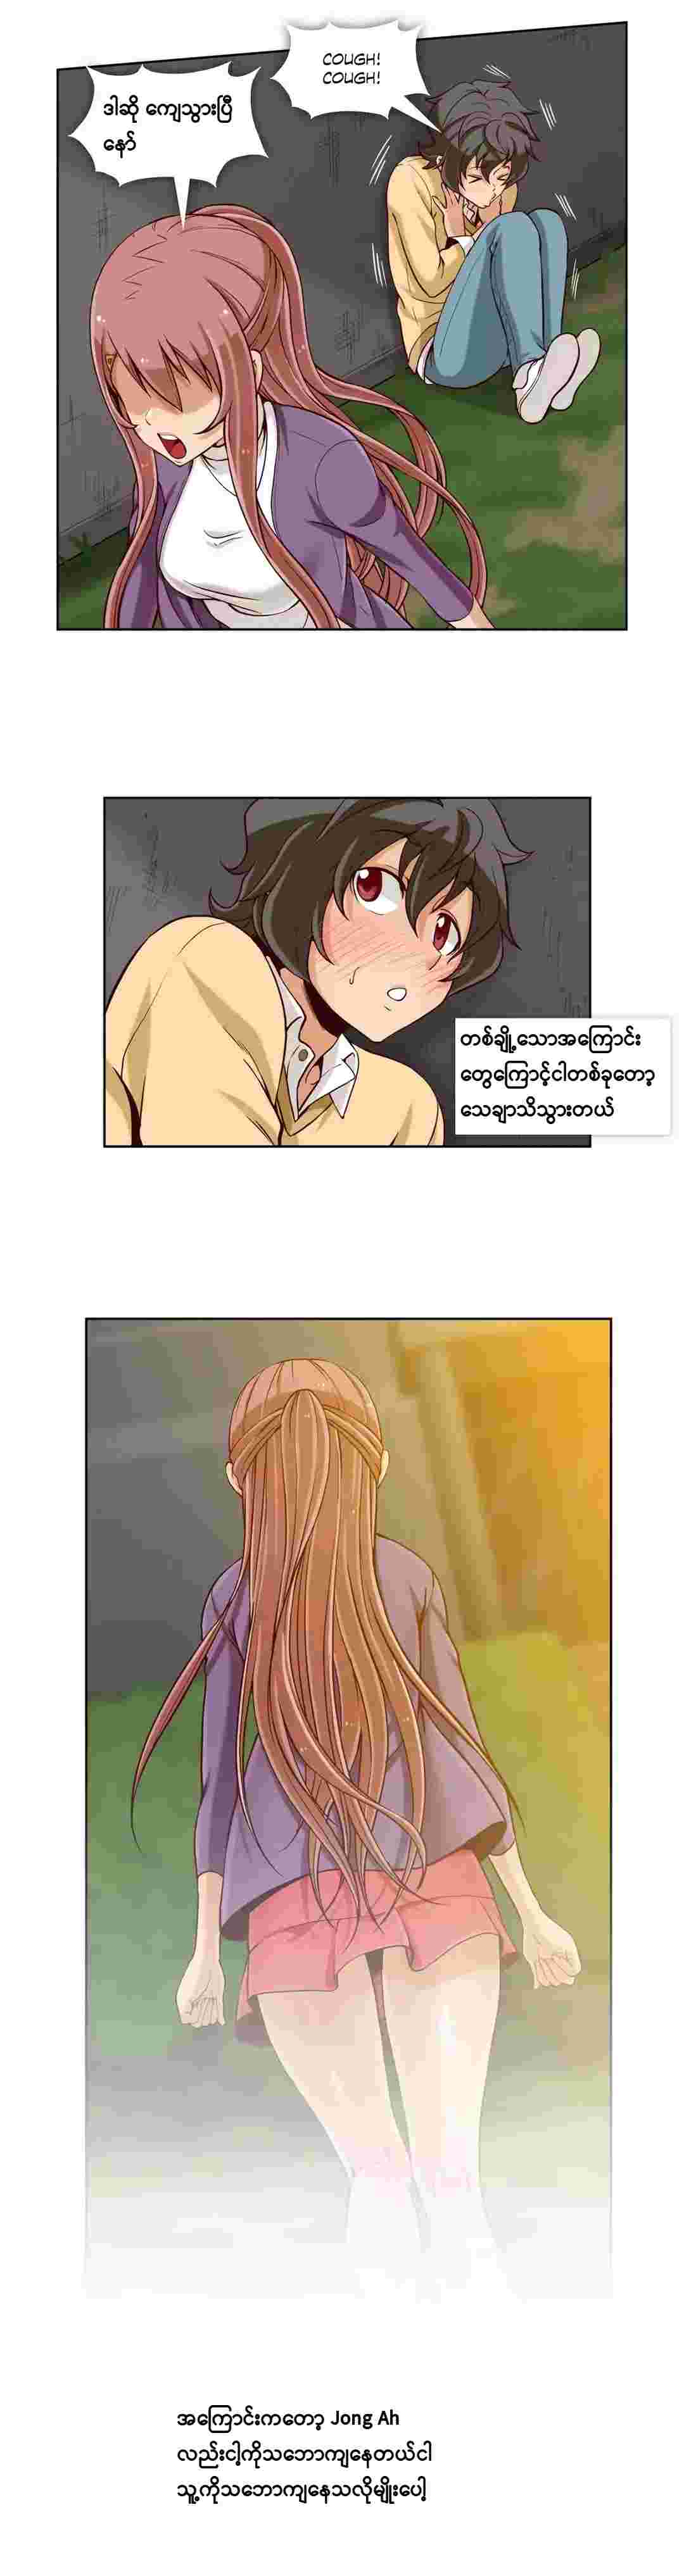 COUGH!
COUGH!
ဒါဆို ကျေသွားပြီ
နော်
တစ်ချို့သောအကြောင်း
တွေကြောင့်ငါတစ်ခုတော့
သေချာသိသွားတယ်
အကြောင်းကတော့ Jong Ah
လည်းငါ့ကိုသဘောကျနေတယ်ငါ
သူ့ကိုသဘောကျနေသလိုမျိုးပေါ့